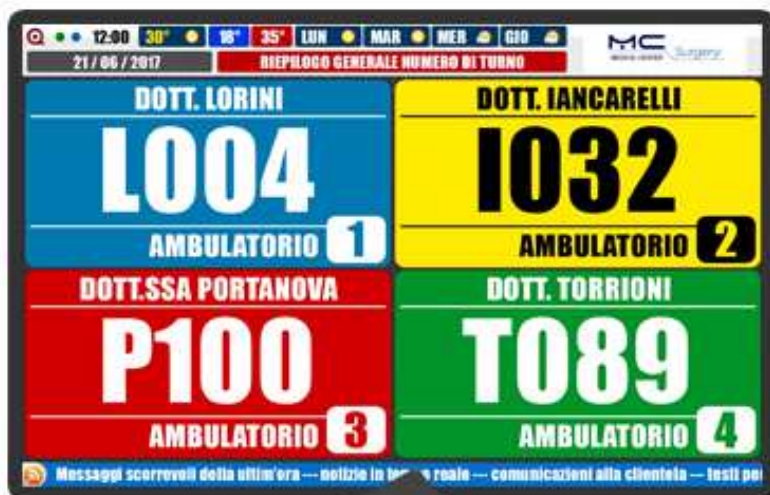 12:00 30° 18° 35° LUN MAR MER GIO
MC Surgery
21 / 06 / 2017 RIEPILOGO GENERALE NUMERO DI TURNO
DOTT. LORINI
L004
AMBULATORIO 1
DOTT. IANCARELLI
I032
AMBULATORIO 2
DOTT.SSA PORTANOVA
P100
AMBULATORIO 3
DOTT. TORRIONI
T089
AMBULATORIO 4
Messaggi scorrevoli della ultim'ora --- notizie in reale --- comunicazioni alla clientela --- testi per